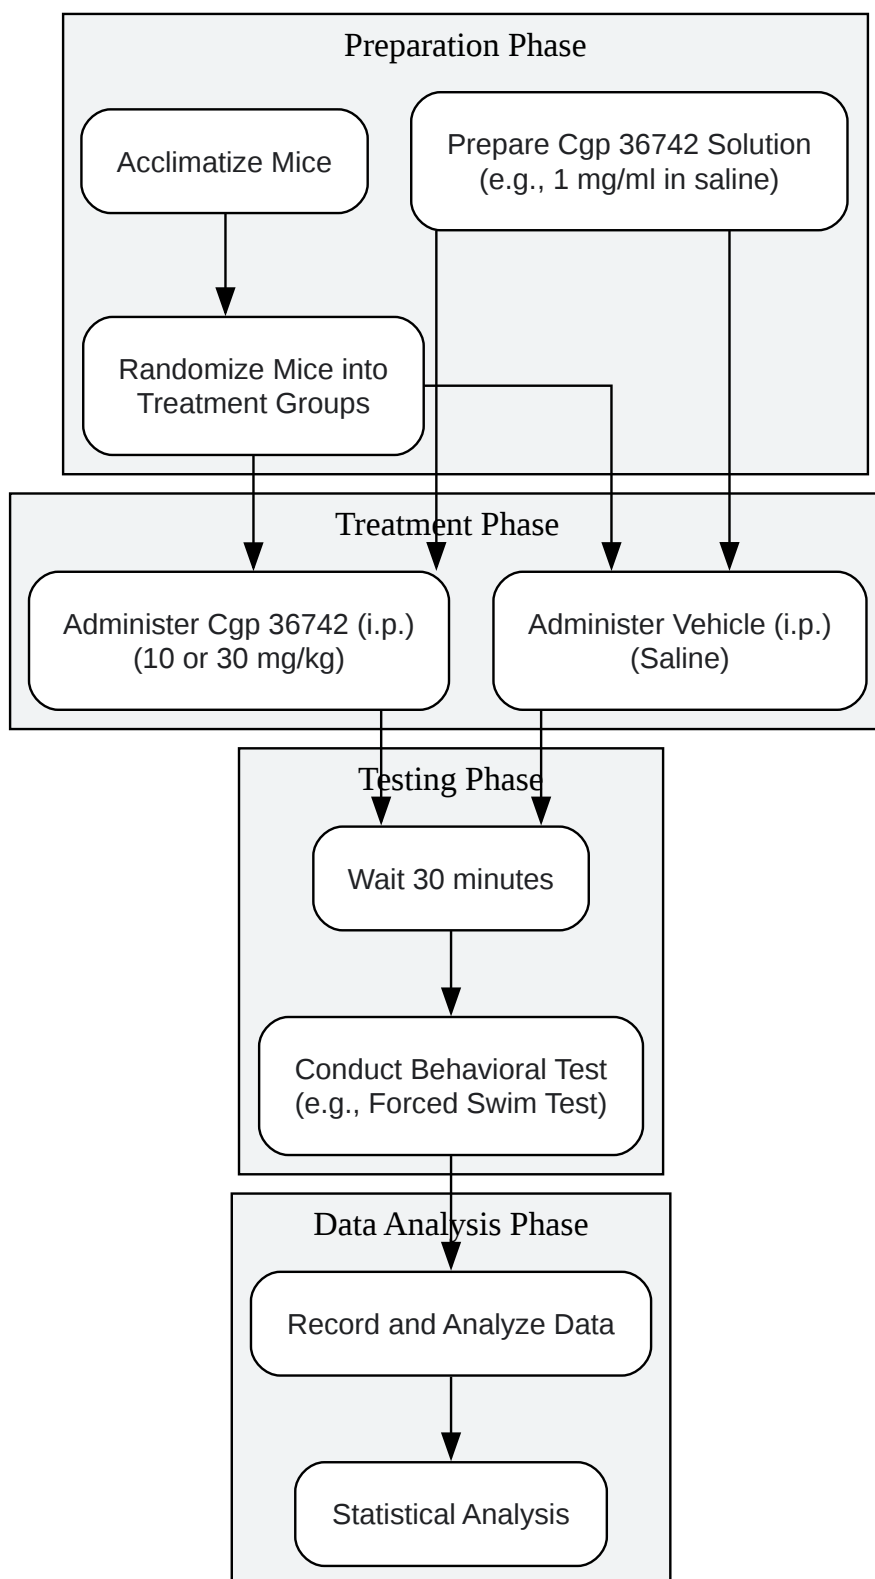 Preparation Phase
Acclimatize Mice
Prepare Cgp 36742 Solution
(e.g., 1 mg/ml in saline)
Randomize Mice into
Treatment Groups
Treatment Phase
Administer Cgp 36742 (i.p.)
(10 or 30 mg/kg)
Administer Vehicle (i.p.)
(Saline)
Testing Phase
Wait 30 minutes
Conduct Behavioral Test
(e.g., Forced Swim Test)
Data Analysis Phase
Record and Analyze Data
Statistical Analysis